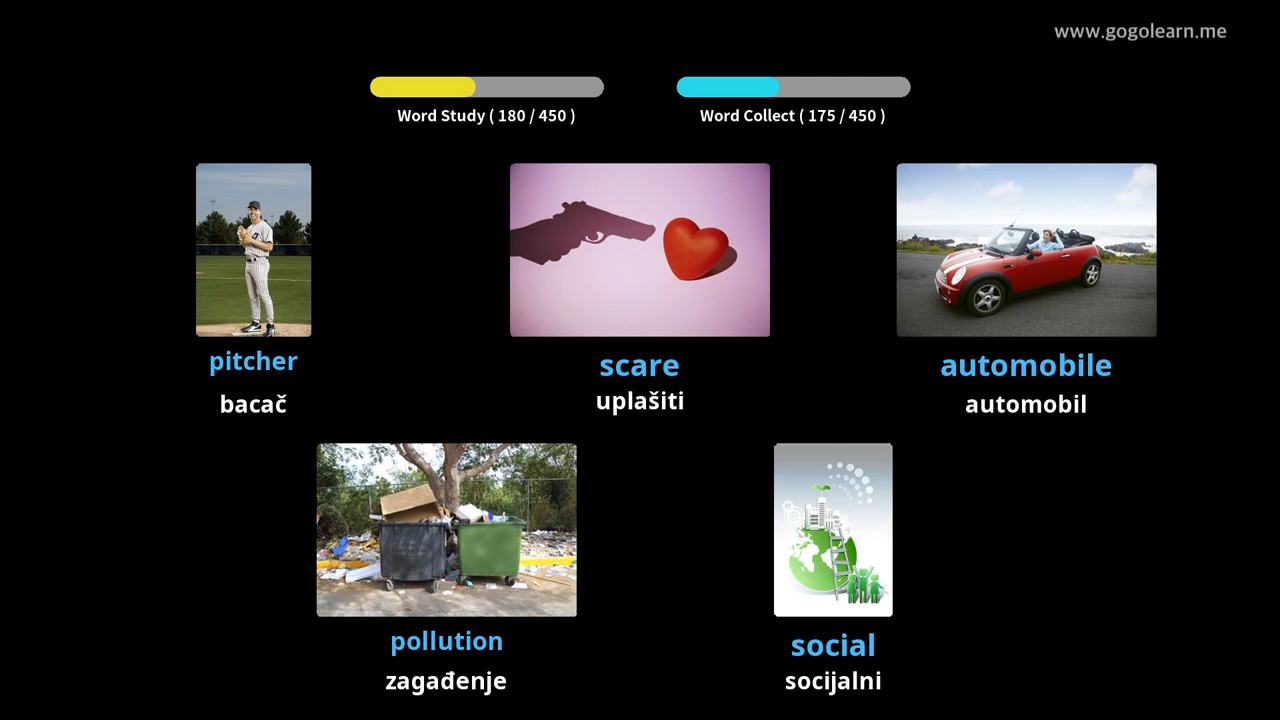 www.gogolearn.me
Word Study ( 180 / 450 )
Word Collect ( 175 / 450 )
pitcher
bacač
scare
uplašiti
automobile
automobil
pollution
zagađenje
social
socijalni